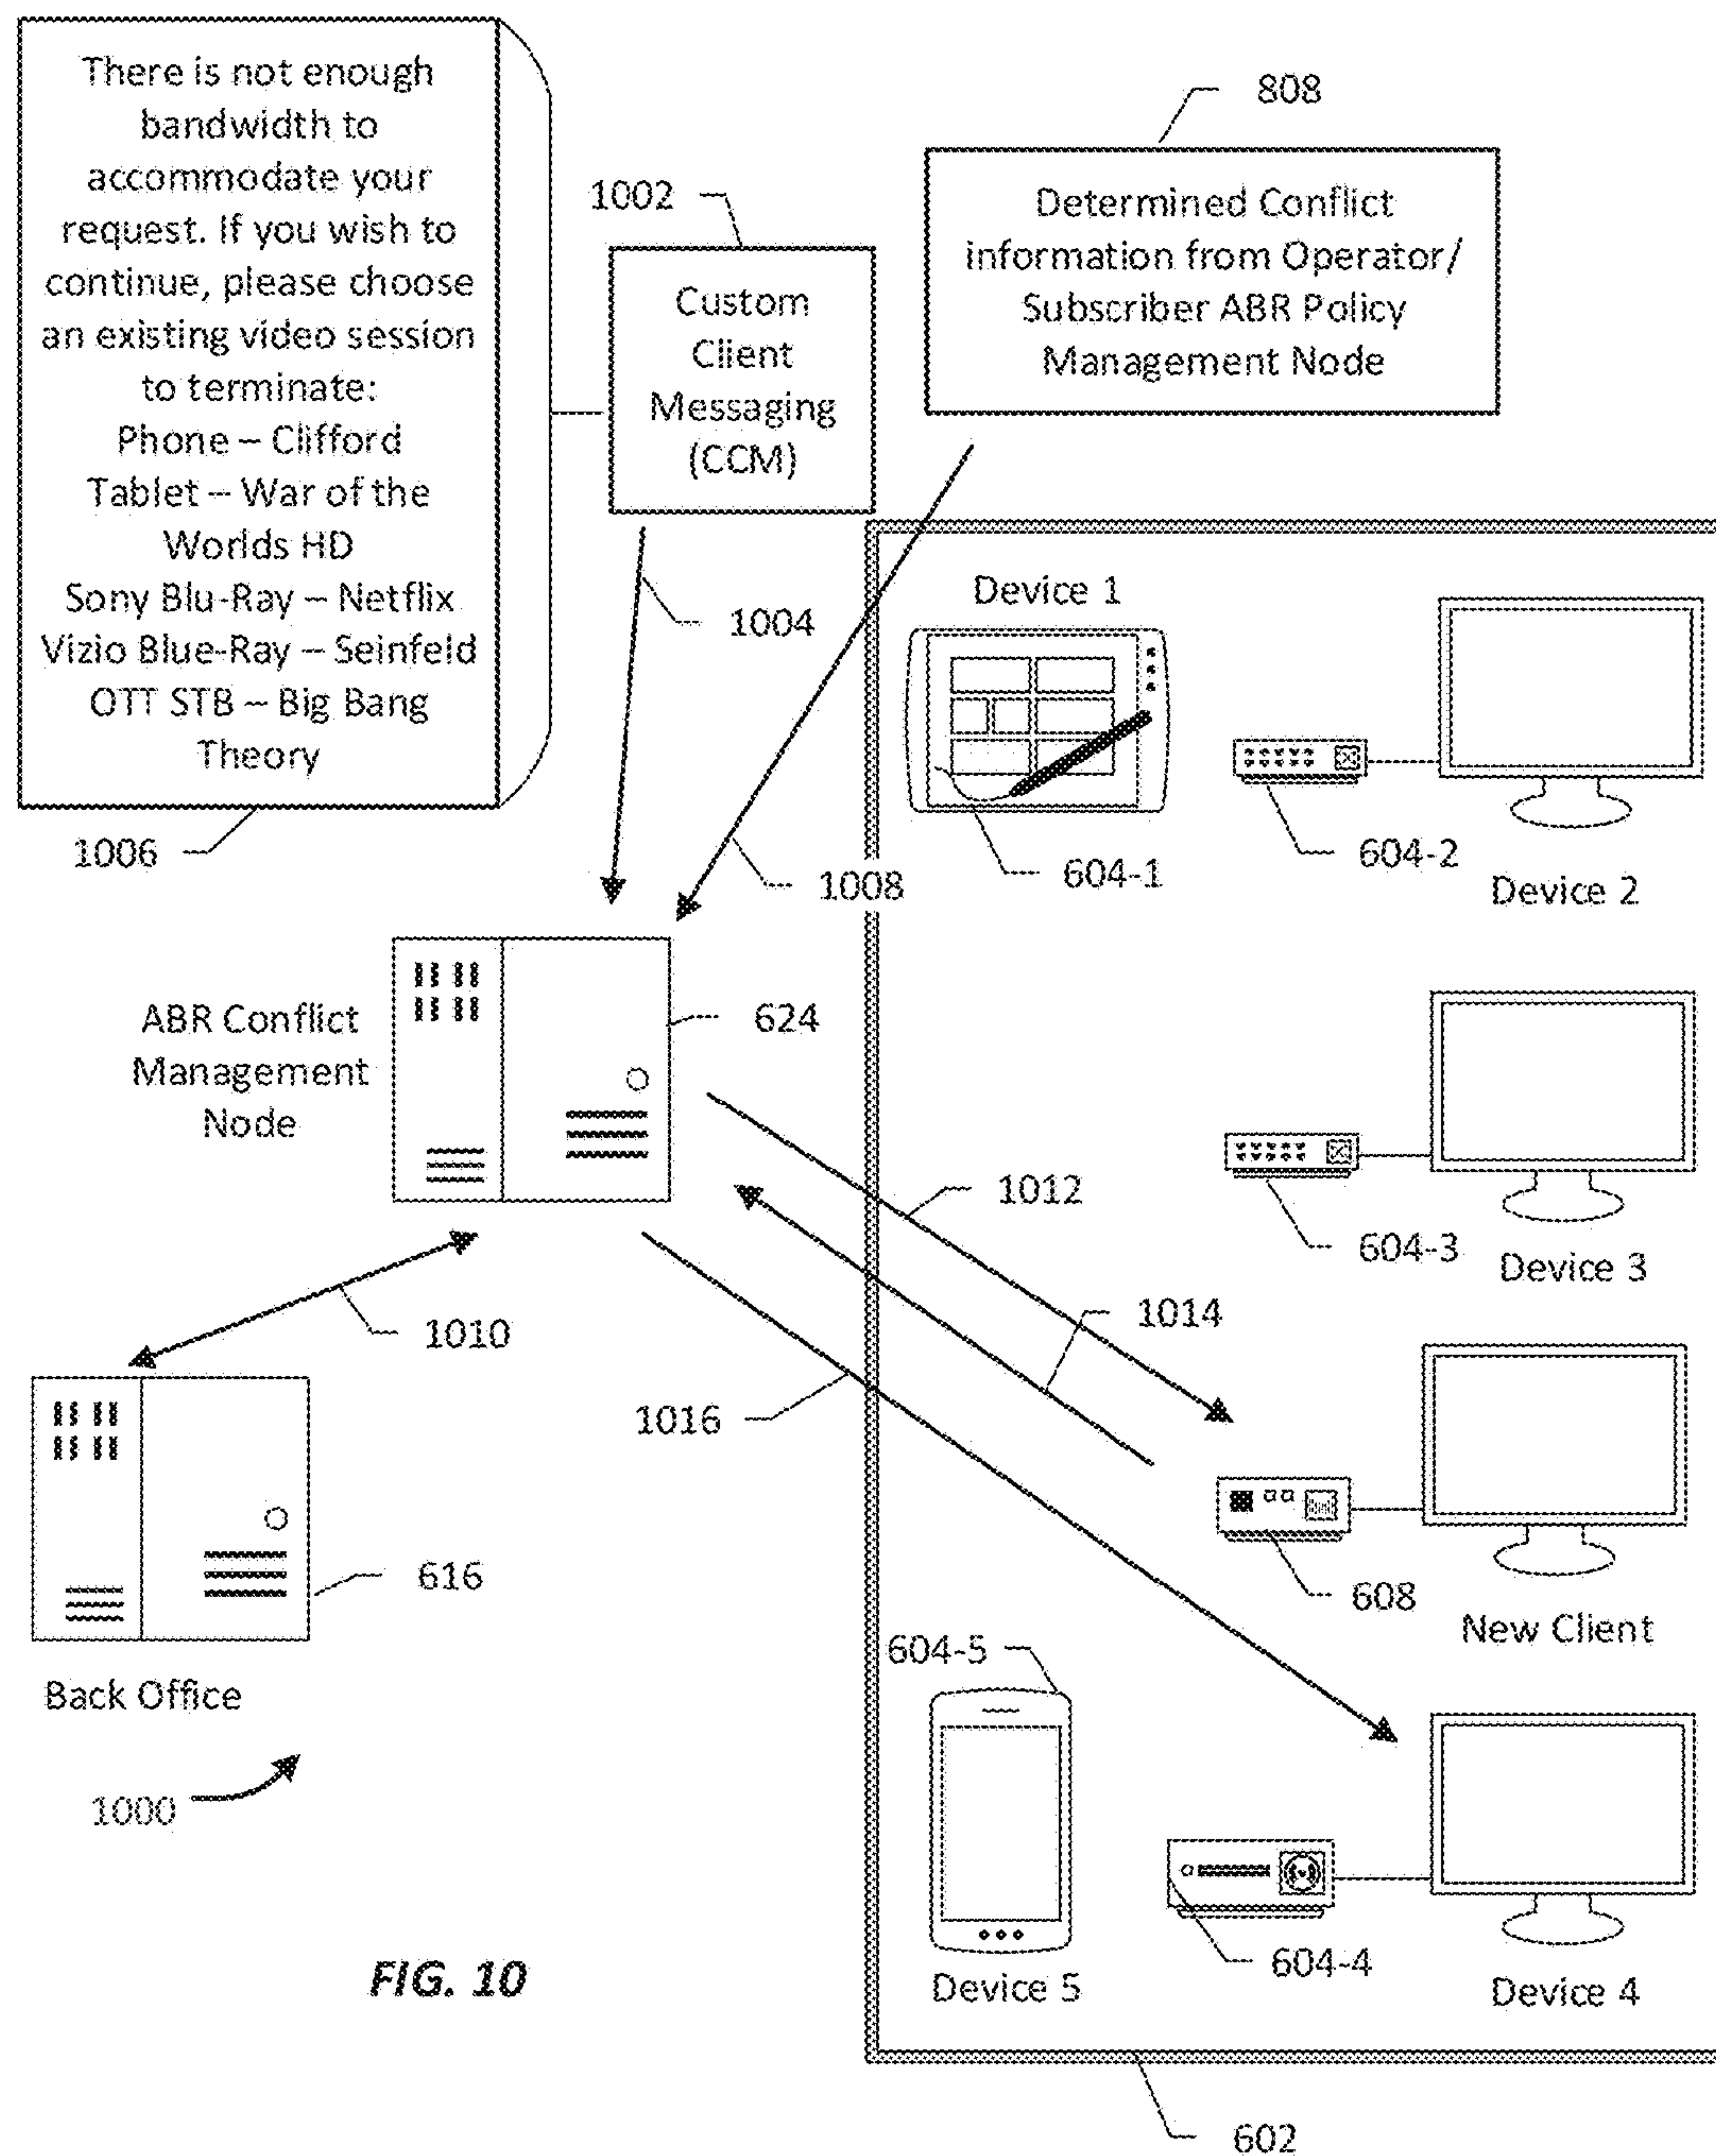 There is not enough
bandwidth to
accommodate your
request. If you wish to
continue, please choose
an existing video session
to terminate:
Phone – Clifford
Tablet – War of the
Worlds HD
Sony Blu-Ray – Netflix
Vizio Blue-Ray – Seinfeld
OTT STB – Big Bang
Theory
1006
1002
Custom
Client
Messaging
(CCM)
808
Determined Conflict
information from Operator/
Subscriber ABR Policy
Management Node
1004
1008
Device 1
604-1
604-2
Device 2
ABR Conflict
Management
Node
624
604-3
Device 3
1012
1014
1016
1010
616
Back Office
608
New Client
604-5
Device 5
604-4
Device 4
1000
FIG. 10
602